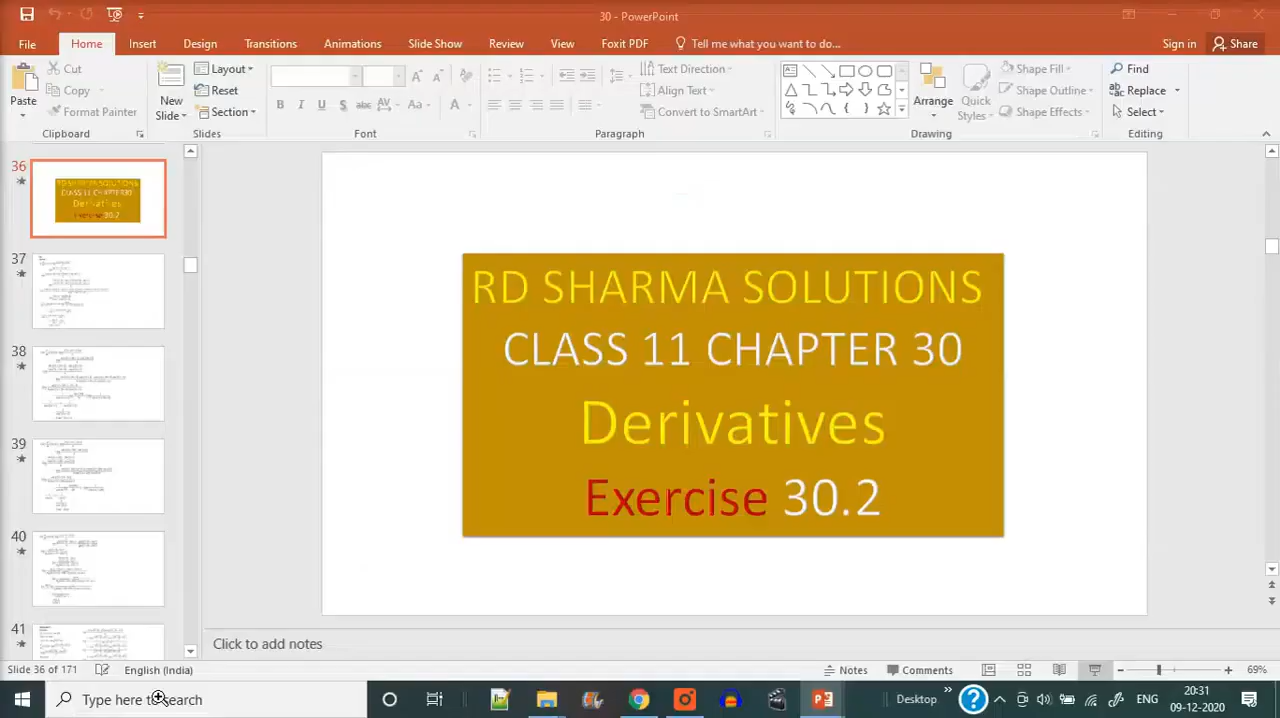 30 - PowerPoint
File Home Insert Design Transitions Animations Slide Show Review View Foxit PDF Tell me what you want to do... Sign in Share
Paste Cut Copy Format Painter Clipboard
New Slide Layout Reset Section Slides
B I U S abc AV Aa A Font
Text Direction Align Text Convert to SmartArt Paragraph
Arrange Quick Styles Shape Fill Shape Outline Shape Effects Drawing
Find Replace Select Editing
36
37
38
39
40
41
RD SHARMA SOLUTIONS
CLASS 11 CHAPTER 30
Derivatives
Exercise 30.2
Click to add notes
Slide 36 of 171 English (India) Notes Comments 69%
Type here to search Desktop ENG 20:31
09-12-2020